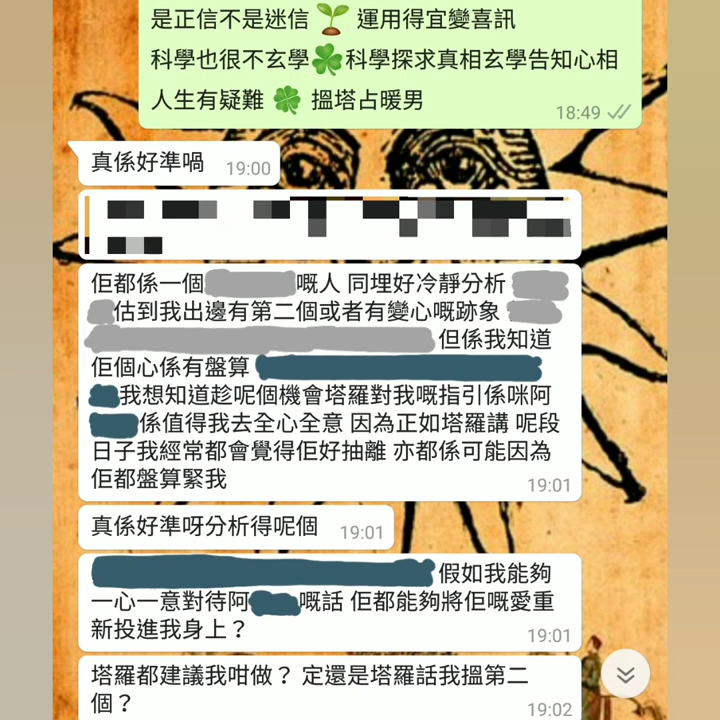 是正信不是迷信🌱 運用得宜變喜訊
科學也很不玄學🍀科學探求真相玄學告知心相
人生有疑難 🍀 搵塔占暖男
18:49
真係好準喎 19:00
佢都係一個 嘅人 同埋好冷靜分析
估到我出邊有第二個或者有變心嘅跡象
但係我知道
佢個心係有盤算
我想知道趁呢個機會塔羅對我嘅指引係咪阿
係值得我去全心全意 因為正如塔羅講 呢段
日子我經常都會覺得佢好抽離 亦都係可能因為
佢都盤算緊我
19:01
真係好準呀分析得呢個 19:01
假如我能夠
一心一意對待阿 嘅話 佢都能夠將佢嘅愛重
新投進我身上？
19:01
塔羅都建議我咁做？ 定還是塔羅話我搵第二
個？
19:02